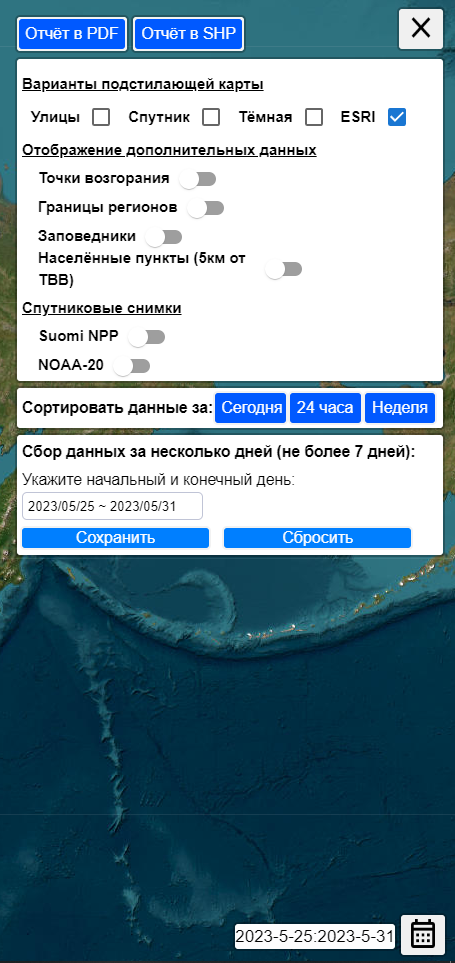 Отчёт в PDF Отчёт в SHP
Варианты подстилающей карты
Улицы Спутник Тёмная ESRI
Отображение дополнительных данных
Точки возгорания
Границы регионов
Заповедники
Населённые пункты (5км от
ТВВ)
Спутниковые снимки
Suomi NPP
NOAA-20
Сортировать данные за: Сегодня 24 часа Неделя
Сбор данных за несколько дней (не более 7 дней):
Укажите начальный и конечный день:
2023/05/25 ~ 2023/05/31
Сохранить Сбросить
2023-5-25:2023-5-31